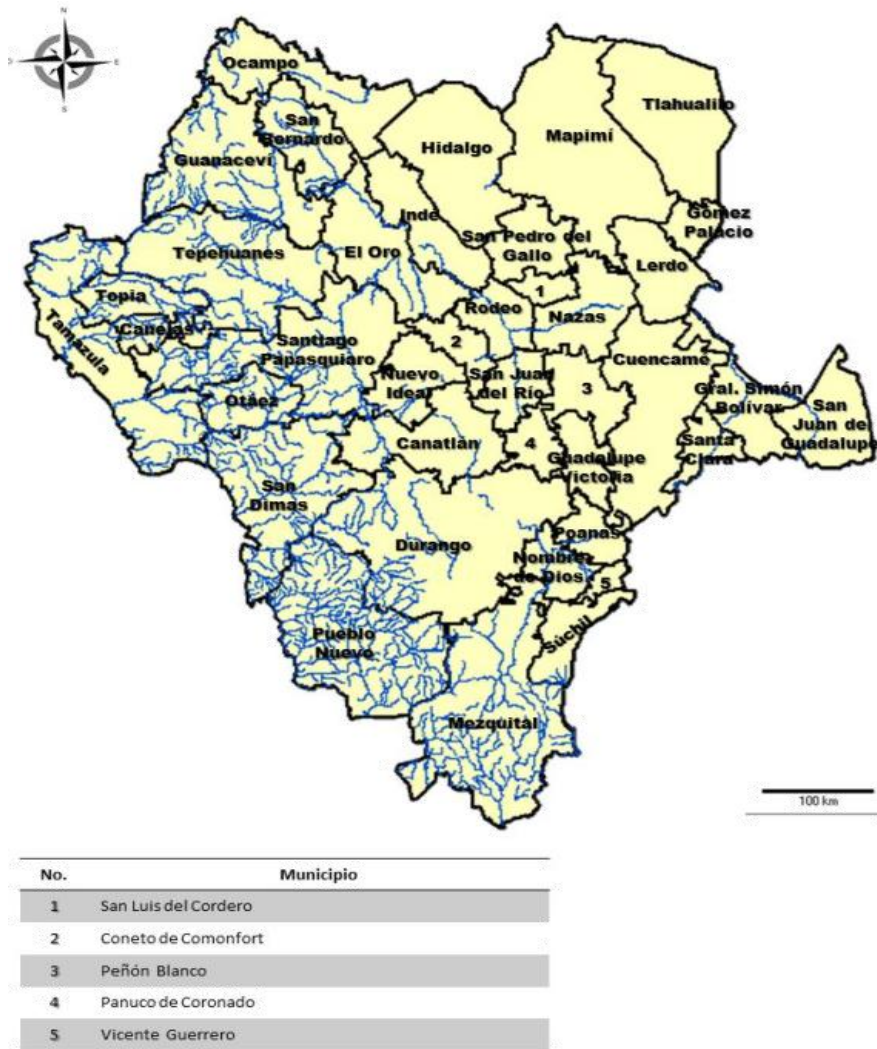 N
E
S
O
Ocampo
San
Bernardo
Guanaceví
Hidalgo
Mapimí
Tlahualilo
Gómez
Palacio
Inde
San Pedro del
Gallo
Tepehuanes
El Oro
Lerdo
Topia
1
Rodeo
Nazas
Canelas
Tamazula
Santiago
Papasquiaro
2
Cuencamé
Nuevo
Ideal
San Juan
del Río
3
Otáez
Gral. Simón
Bolívar
San
Juan de
Guadalupe
Canatlán
4
Santa
Clara
Guadalupe
Victoria
San
Dimas
Poanas
Durango
Nombre
de Dios
5
Súchil
Pueblo
Nuevo
Mezquital
100 km
No. Municipio
1 San Luis del Cordero
2 Coneto de Comonfort
3 Peñón Blanco
4 Panuco de Coronado
5 Vicente Guerrero